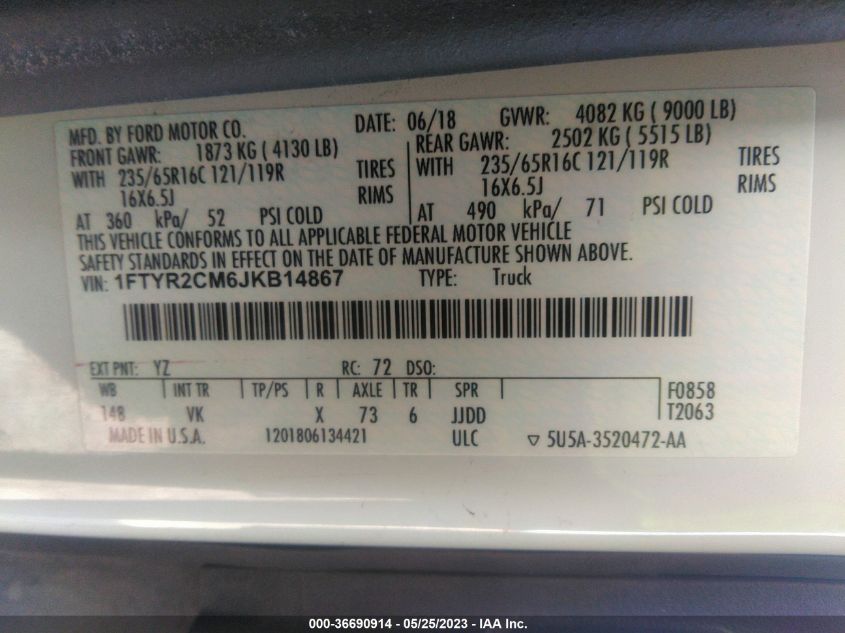 MFD. BY FORD MOTOR CO.
DATE: 06/18 GVWR: 4082 KG ( 9000 LB)
FRONT GAWR: 1873 KG ( 4130 LB)
WITH 235/65R16C 121/119R TIRES
16X6.5J RIMS
AT 360 kPa/ 52 PSI COLD
REAR GAWR: 2502 KG ( 5515 LB)
WITH 235/65R16C 121/119R TIRES
16X6.5J RIMS
AT 490 kPa/ 71 PSI COLD
THIS VEHICLE CONFORMS TO ALL APPLICABLE FEDERAL MOTOR VEHICLE
SAFETY STANDARDS IN EFFECT ON THE DATE OF MANUFACTURE SHOWN ABOVE.
VIN: 1FTYR2CM6JKB14867 TYPE: Truck
EXT PNT: YZ RC: 72 DSO:
WB INT TR TP/PS R AXLE TR SPR F0858
148 VK X 73 6 JJDD T2063
MADE IN U.S.A. 1201806134421 ULC ▽ 5U5A-3520472-AA
000-36690914 - 05/25/2023 - IAA Inc.